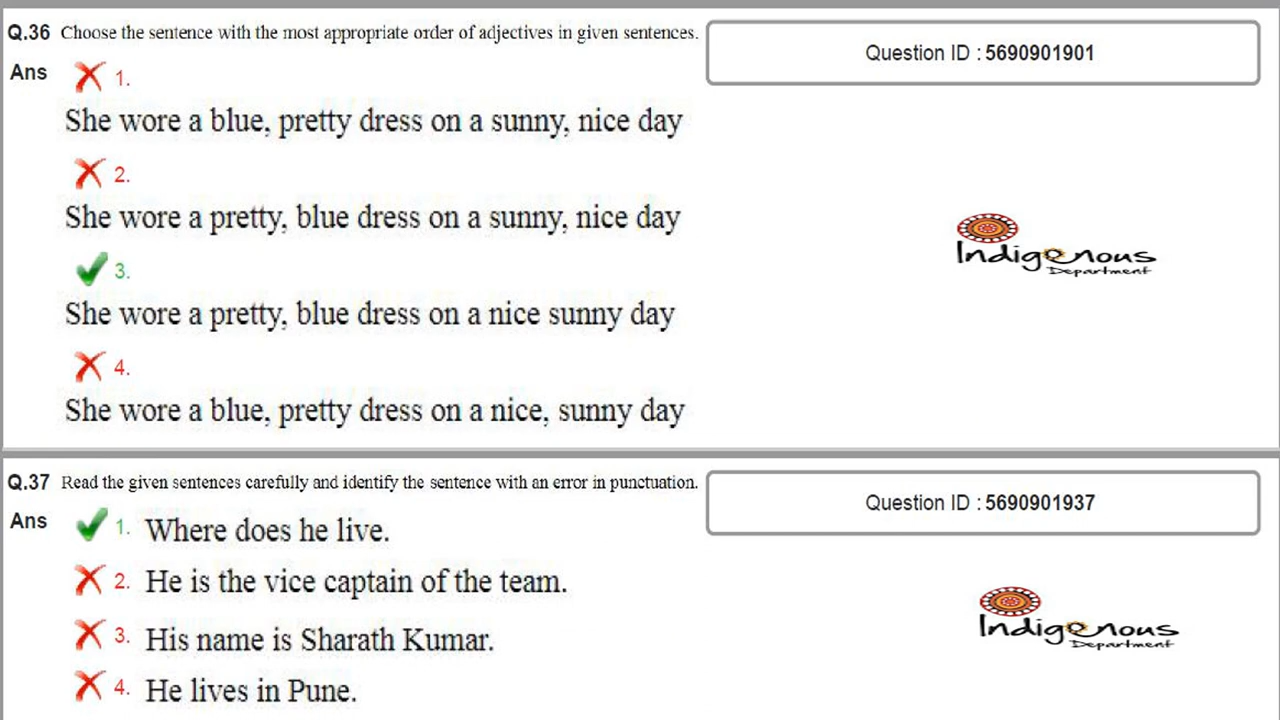 Q.36 Choose the sentence with the most appropriate order of adjectives in given sentences.
Question ID : 5690901901
Ans
1.
She wore a blue, pretty dress on a sunny, nice day
2.
She wore a pretty, blue dress on a sunny, nice day
3.
She wore a pretty, blue dress on a nice sunny day
4.
She wore a blue, pretty dress on a nice, sunny day
Indigenous
Department
Q.37 Read the given sentences carefully and identify the sentence with an error in punctuation.
Question ID : 5690901937
Ans 1. Where does he live.
2. He is the vice captain of the team.
3. His name is Sharath Kumar.
4. He lives in Pune.
Indigenous
Department